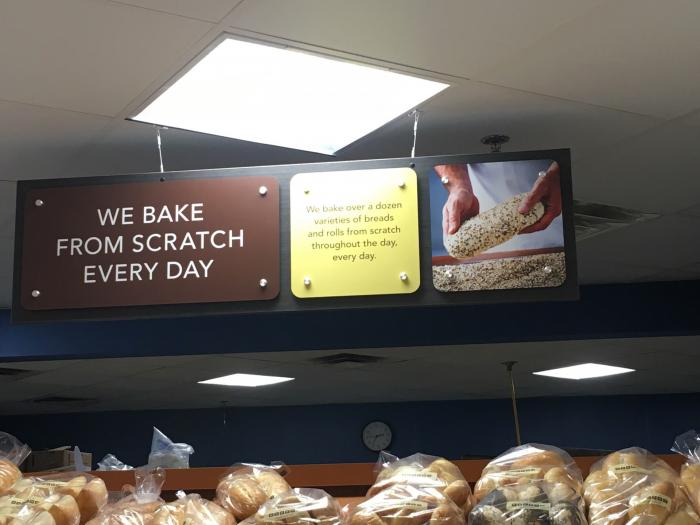 WE BAKE
FROM SCRATCH
EVERY DAY
We bake over a dozen
varieties of breads
and rolls from scratch
throughout the day,
every day.